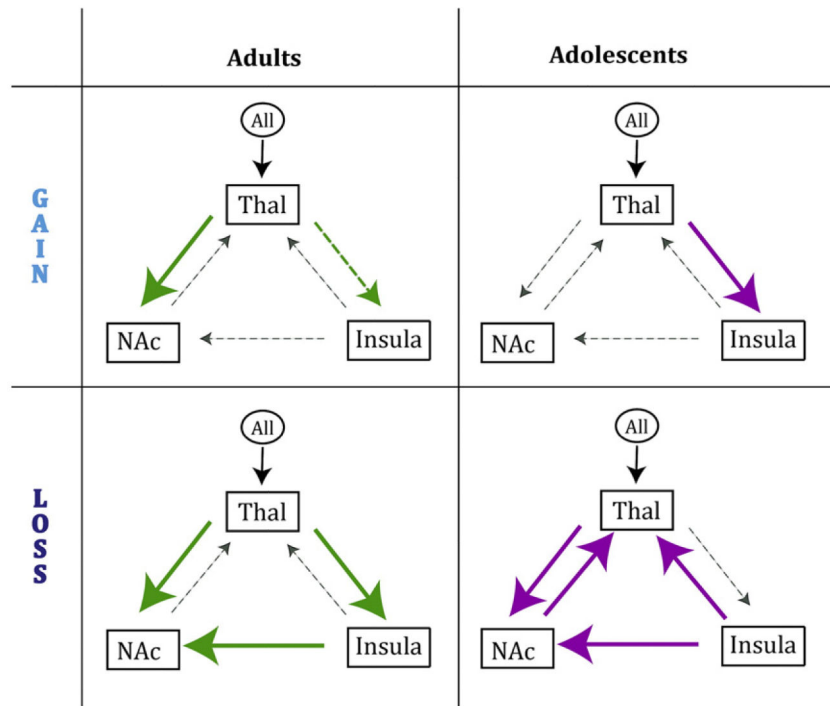 Adults Adolescents
GAIN
All All
Thal Thal
NAc Insula NAc Insula
LOSS
All All
Thal Thal
NAc Insula NAc Insula